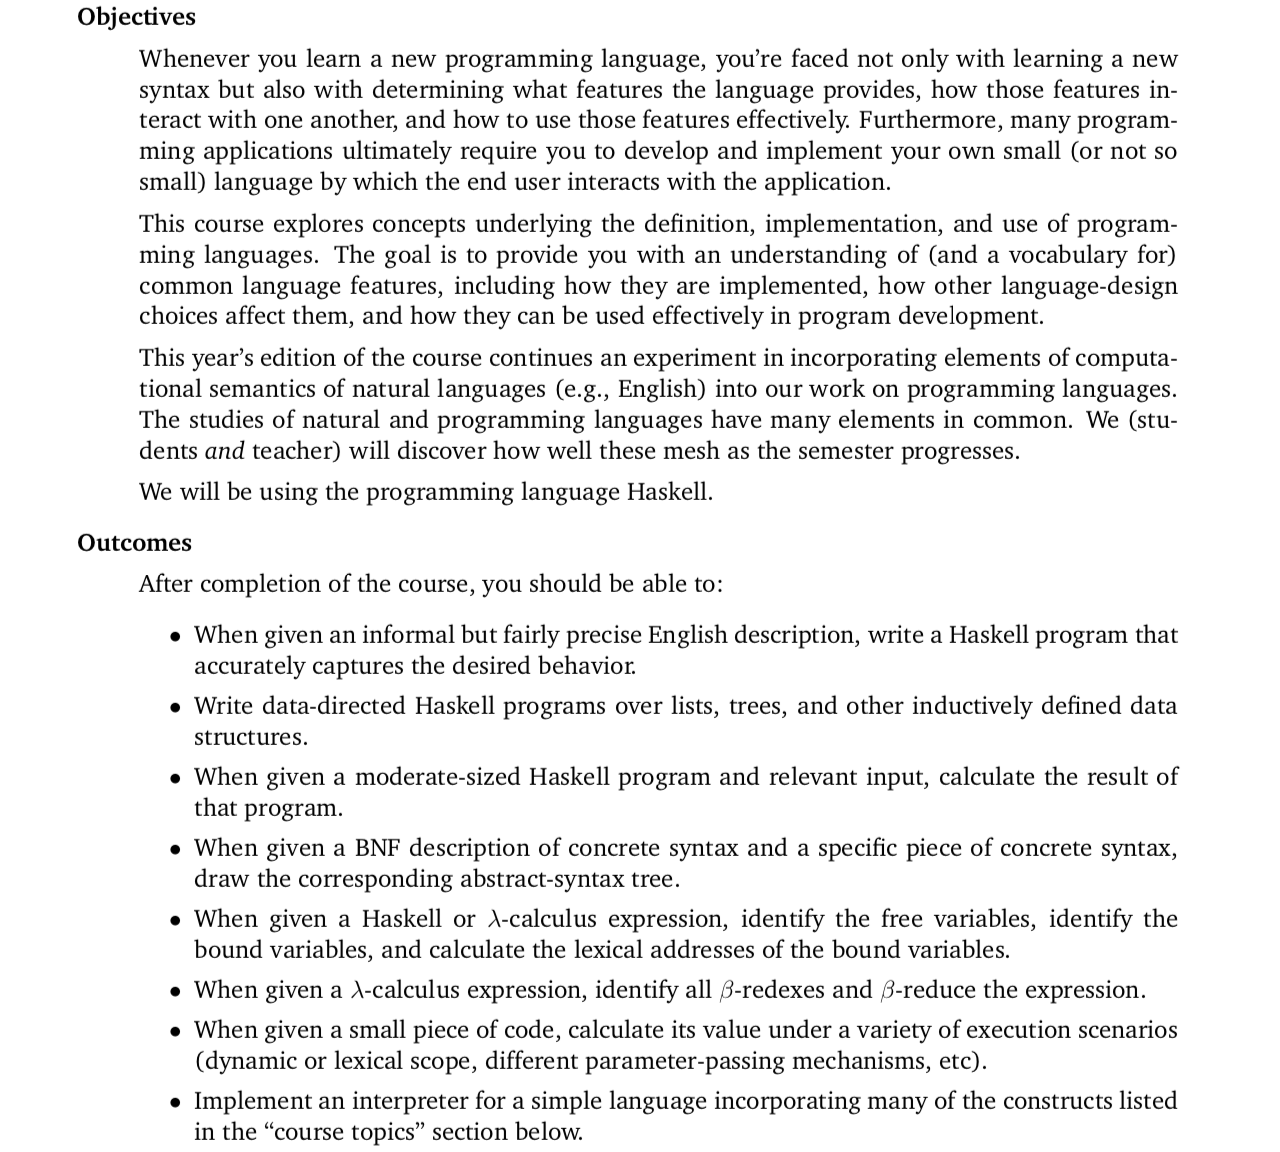 Objectives
Whenever you learn a new programming language, you're faced not only with learning a new
syntax but also with determining what features the language provides, how those features in-
teract with one another, and how to use those features effectively. Furthermore, many program-
ming applications ultimately require you to develop and implement your own small (or not so
small) language by which the end user interacts with the application.
This course explores concepts underlying the definition, implementation, and use of program-
ming languages. The goal is to provide you with an understanding of (and a vocabulary for)
common language features, including how they are implemented, how other language-design
choices affect them, and how they can be used effectively in program development.
This year's edition of the course continues an experiment in incorporating elements of computa-
tional semantics of natural languages (e.g., English) into our work on programming languages.
The studies of natural and programming languages have many elements in common. We (stu-
dents and teacher) will discover how well these mesh as the semester progresses.
We will be using the programming language Haskell.
Outcomes
After completion of the course, you should be able to:
• When given an informal but fairly precise English description, write a Haskell program that
accurately captures the desired behavior.
• Write data-directed Haskell programs over lists, trees, and other inductively defined data
structures.
• When given a moderate-sized Haskell program and relevant input, calculate the result of
that program.
• When given a BNF description of concrete syntax and a specific piece of concrete syntax,
draw the corresponding abstract-syntax tree.
• When given a Haskell or λ-calculus expression, identify the free variables, identify the
bound variables, and calculate the lexical addresses of the bound variables.
• When given a λ-calculus expression, identify all β-redexes and β-reduce the expression.
• When given a small piece of code, calculate its value under a variety of execution scenarios
(dynamic or lexical scope, different parameter-passing mechanisms, etc).
• Implement an interpreter for a simple language incorporating many of the constructs listed
in the “course topics” section below.